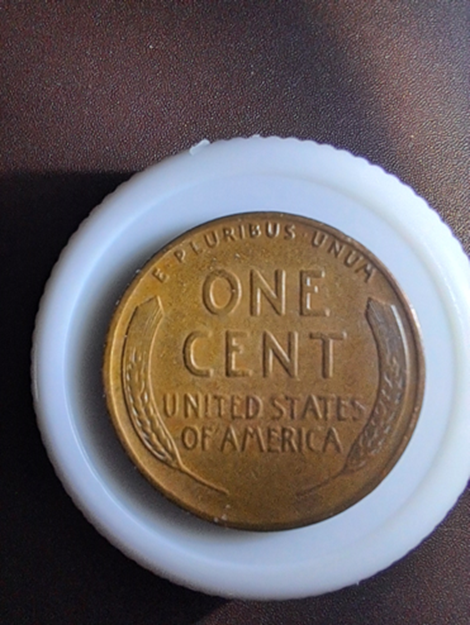 E PLURIBUS · UNUM
ONE
CENT
UNITED STATES
OF AMERICA